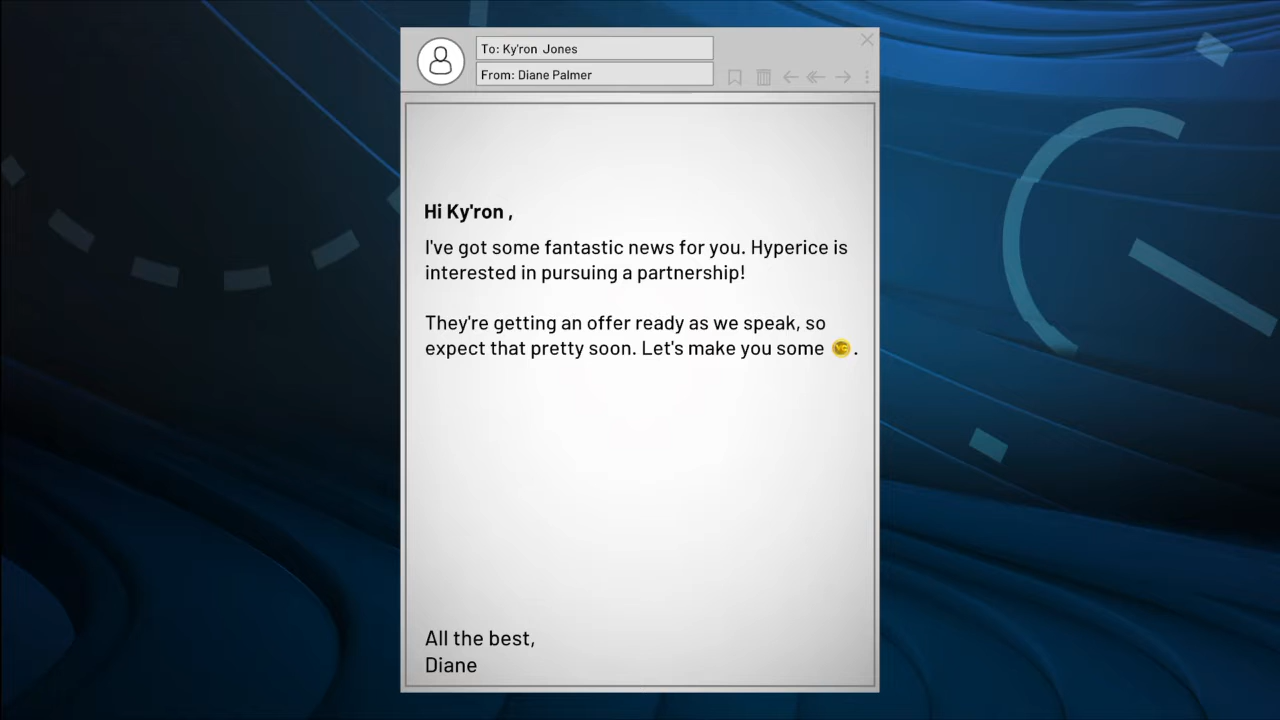 To: Ky'ron Jones
From: Diane Palmer
Hi Ky'ron ,
I've got some fantastic news for you. Hyperice is
interested in pursuing a partnership!
They're getting an offer ready as we speak, so
expect that pretty soon. Let's make you some .
All the best,
Diane